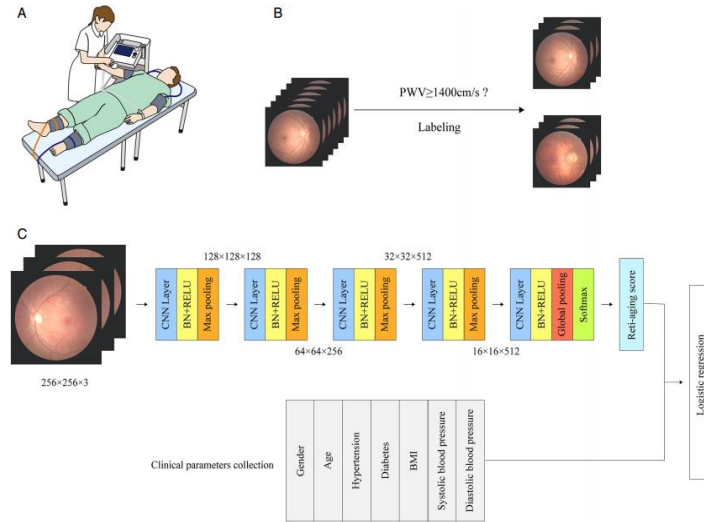 A
B
PWV≥1400cm/s ?
Labeling
C
128×128×128
32×32×512
CNN Layer
BN+RELU
Max pooling
CNN Layer
BN+RELU
Max pooling
CNN Layer
BN+RELU
Max pooling
CNN Layer
BN+RELU
Max pooling
CNN Layer
BN+RELU
Global pooling
Softmax
Reti-aging score
Logistic regression
64×64×256
16×16×512
256×256×3
Clinical parameters collection
Gender
Age
Hypertension
Diabetes
BMI
Systolic blood pressure
Diastolic blood pressure